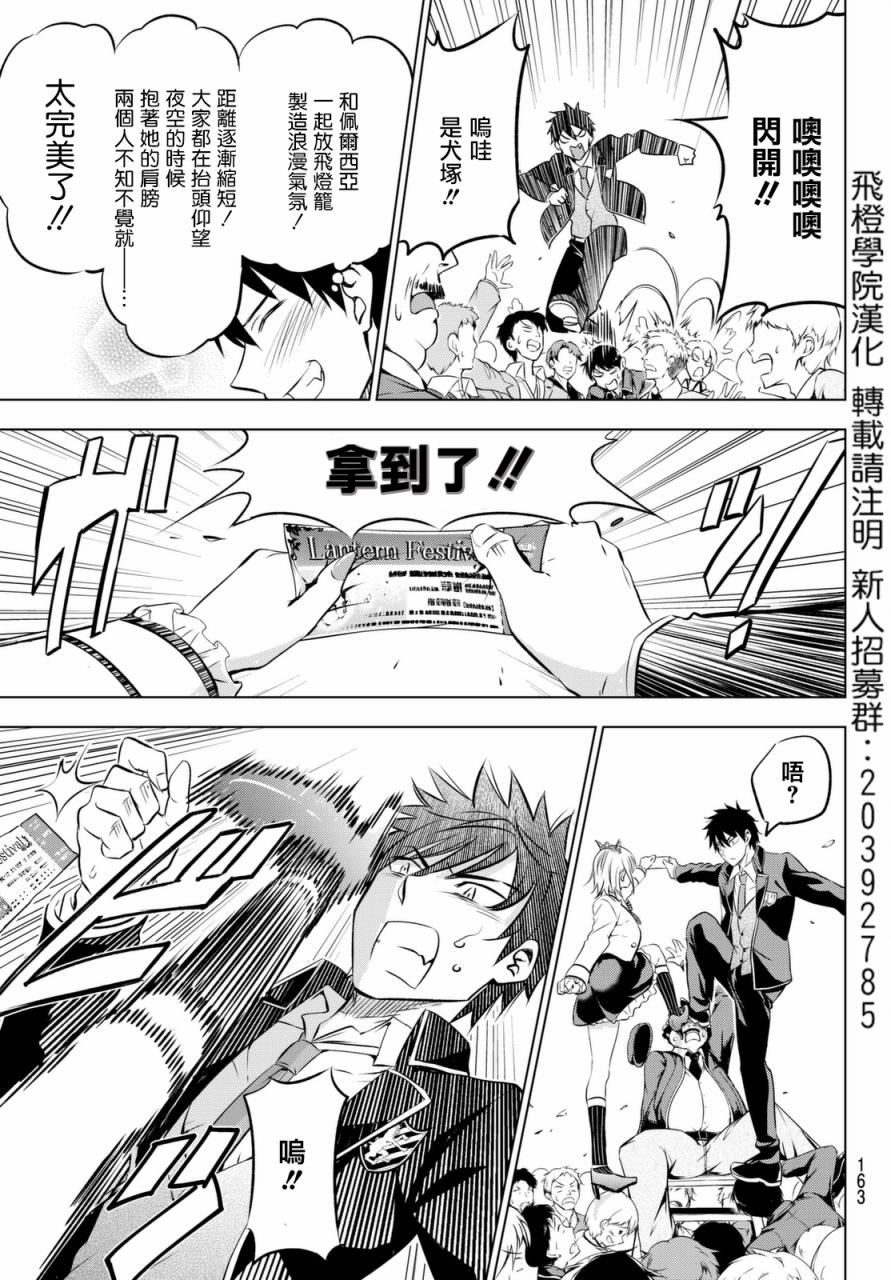 噢噢噢噢
閃開!!
嗚哇
是犬塚!!
和佩爾西亞
一起放飛燈籠
製造浪漫氣氛!
距離逐漸縮短!
大家都在抬頭仰望
夜空的時候
抱著她的肩膀
兩個人不知不覺就——…
太完美了!!
拿到了!!
Lantern Festiv
唔?
estival
嗚!!
163
飛橙學院漢化 轉載請注明 新人招募群:20392785